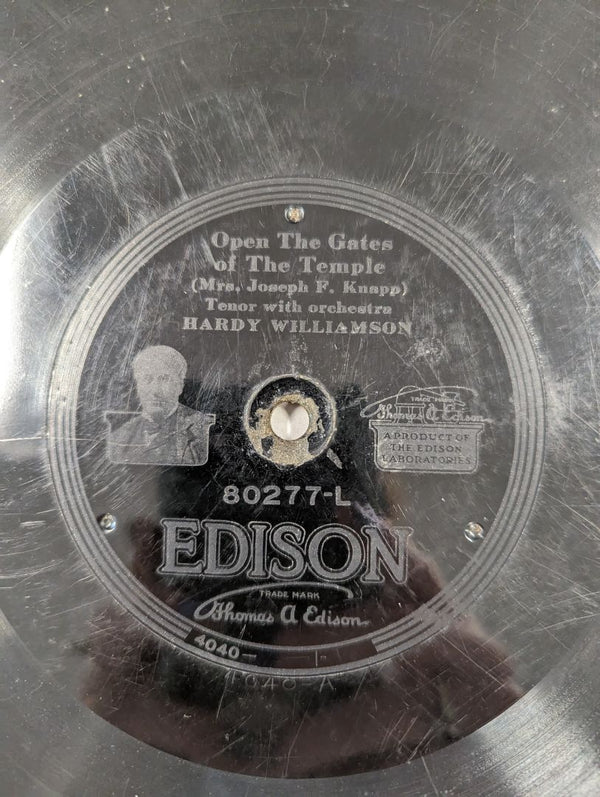 Open The Gates
of The Temple
(Mrs. Joseph F. Knapp)
Tenor with orchestra
HARDY WILLIAMSON
TRADE MARK
Thomas A Edison
A PRODUCT OF
THE EDISON
LABORATORIES
80277-L
EDISON
TRADE MARK
Thomas A Edison
4040–